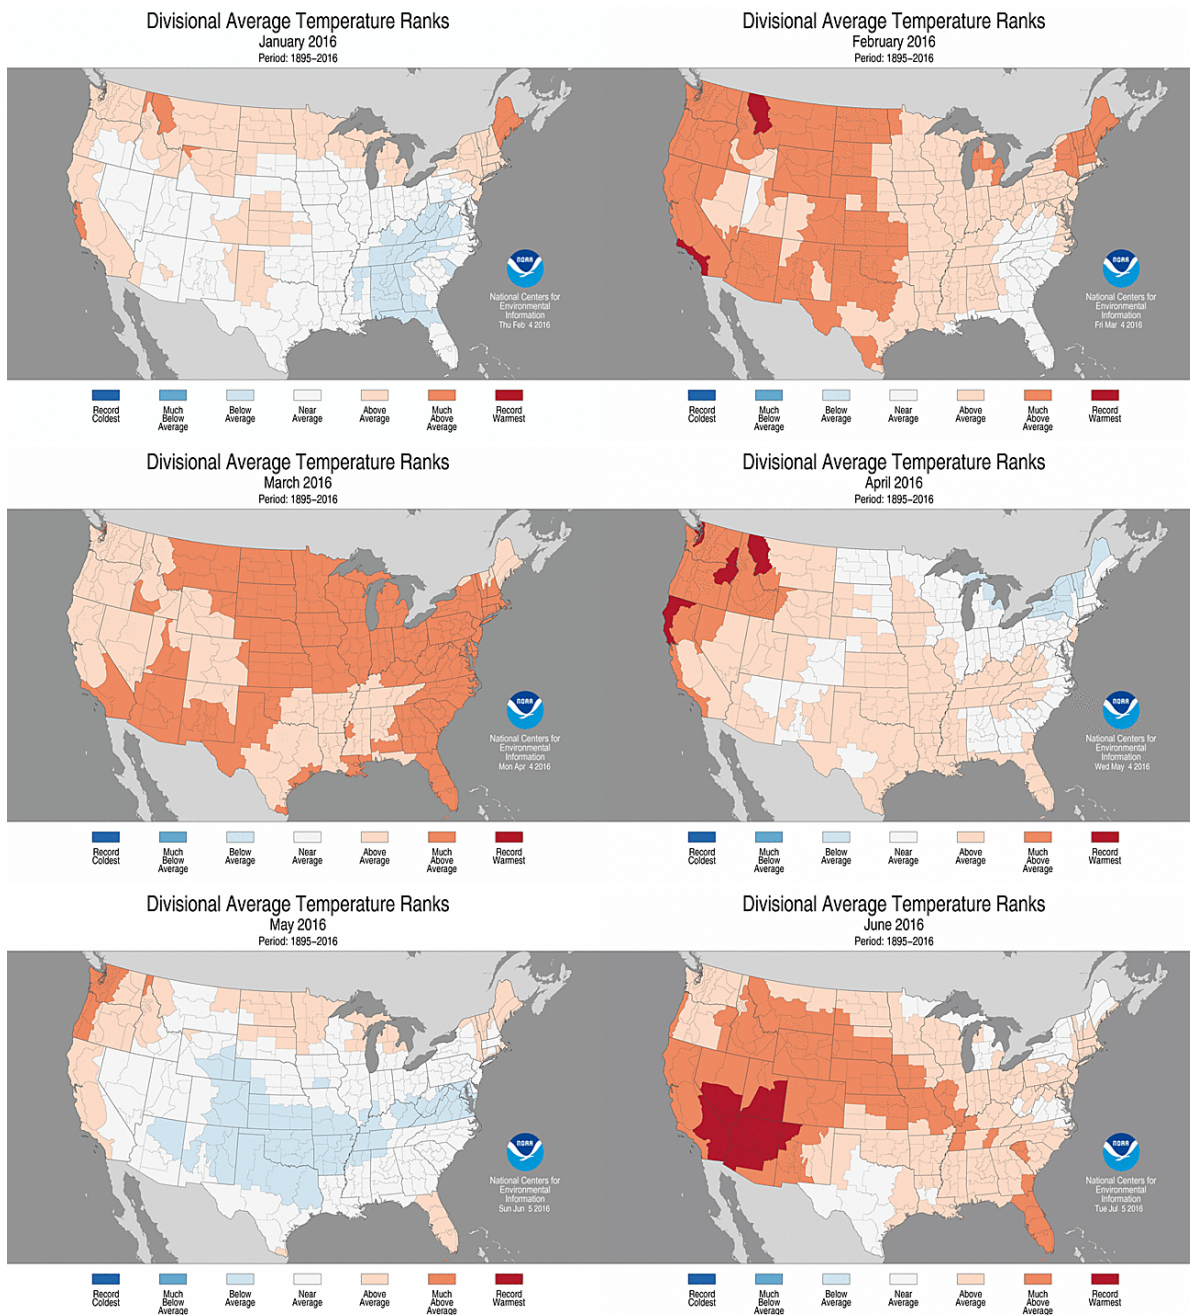 Divisional Average Temperature Ranks
January 2016
Period: 1895–2016
NOAA
National Centers for
Environmental
Information
Thu Feb 4 2016
Record
Coldest
Much
Below
Average
Below
Average
Near
Average
Above
Average
Much
Above
Average
Record
Warmest
Divisional Average Temperature Ranks
February 2016
Period: 1895–2016
NOAA
National Centers for
Environmental
Information
Fri Mar 4 2016
Record
Coldest
Much
Below
Average
Below
Average
Near
Average
Above
Average
Much
Above
Average
Record
Warmest
Divisional Average Temperature Ranks
March 2016
Period: 1895–2016
NOAA
National Centers for
Environmental
Information
Mon Apr 4 2016
Record
Coldest
Much
Below
Average
Below
Average
Near
Average
Above
Average
Much
Above
Average
Record
Warmest
Divisional Average Temperature Ranks
April 2016
Period: 1895–2016
NOAA
National Centers for
Environmental
Information
Wed May 4 2016
Record
Coldest
Much
Below
Average
Below
Average
Near
Average
Above
Average
Much
Above
Average
Record
Warmest
Divisional Average Temperature Ranks
May 2016
Period: 1895–2016
NOAA
National Centers for
Environmental
Information
Sun Jun 5 2016
Record
Coldest
Much
Below
Average
Below
Average
Near
Average
Above
Average
Much
Above
Average
Record
Warmest
Divisional Average Temperature Ranks
June 2016
Period: 1895–2016
NOAA
National Centers for
Environmental
Information
Tue Jul 5 2016
Record
Coldest
Much
Below
Average
Below
Average
Near
Average
Above
Average
Much
Above
Average
Record
Warmest